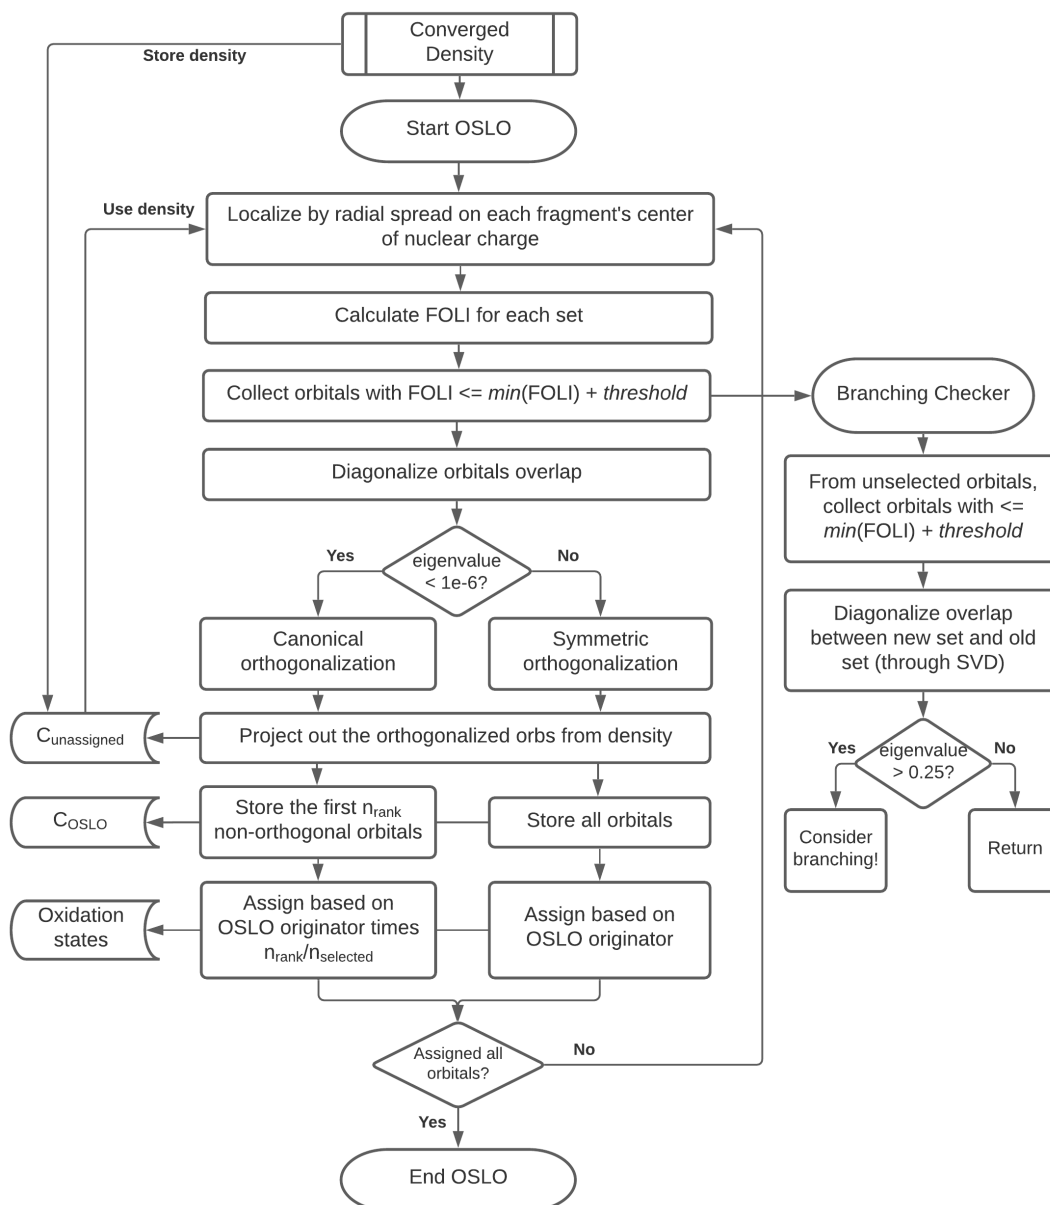 Converged
Density
Store density
Start OSLO
Use density
Localize by radial spread on each fragment's center
of nuclear charge
Calculate FOLI for each set
Collect orbitals with FOLI <= min(FOLI) + threshold
Branching Checker
Diagonalize orbitals overlap
From unselected orbitals,
collect orbitals with <=
min(FOLI) + threshold
Yes
eigenvalue
< 1e-6?
No
Canonical
orthogonalization
Symmetric
orthogonalization
Diagonalize overlap
between new set and old
set (through SVD)
Cunassigned
Project out the orthogonalized orbs from density
Yes
eigenvalue
> 0.25?
No
COSLO
Store the first nrank
non-orthogonal orbitals
Store all orbitals
Consider
branching!
Return
Oxidation
states
Assign based on
OSLO originator times
nrank/nselected
Assign based on
OSLO originator
Assigned all
orbitals?
No
Yes
End OSLO